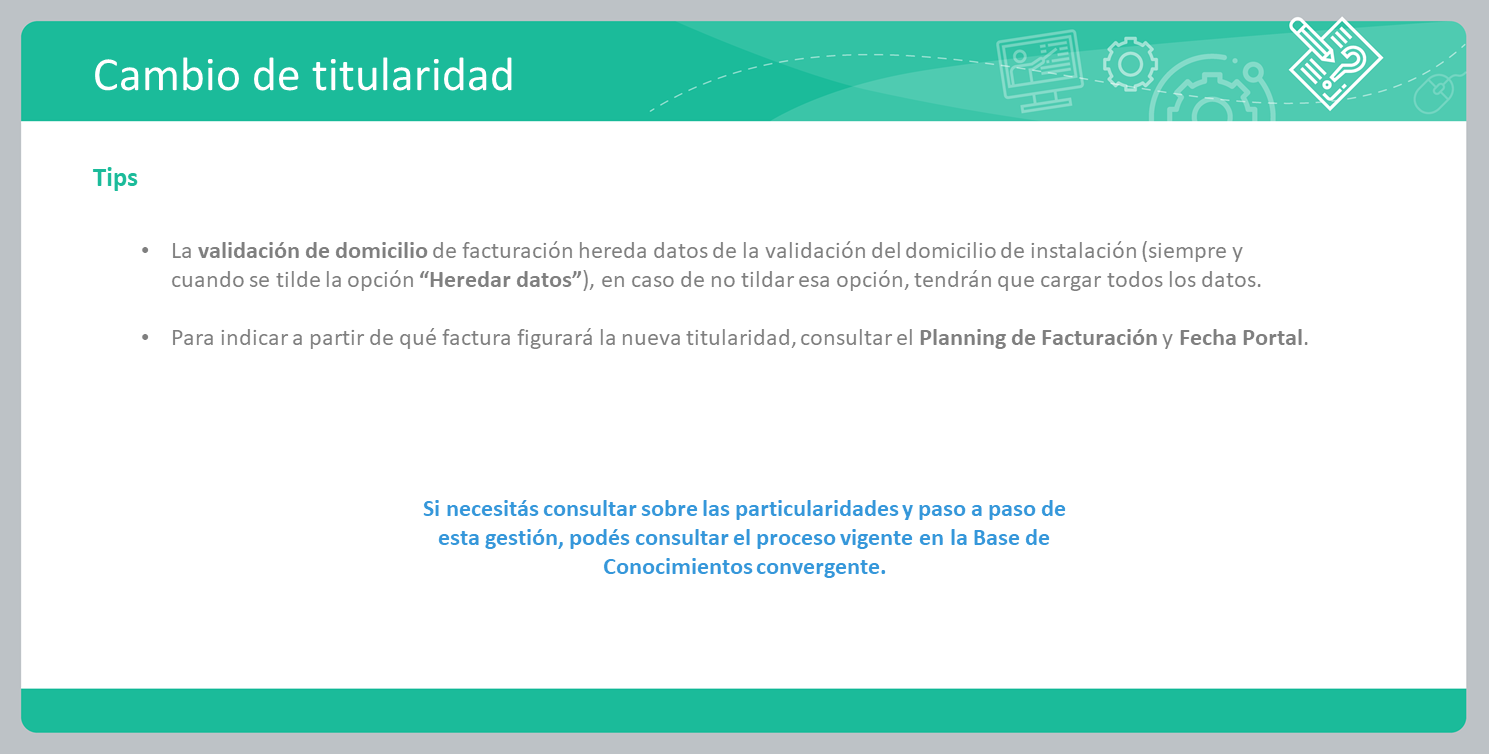 Cambio de titularidad
Tips
• La validación de domicilio de facturación hereda datos de la validación del domicilio de instalación (siempre y
cuando se tilde la opción “Heredar datos”), en caso de no tildar esa opción, tendrán que cargar todos los datos.
• Para indicar a partir de qué factura figurará la nueva titularidad, consultar el Planning de Facturación y Fecha Portal.
Si necesitás consultar sobre las particularidades y paso a paso de
esta gestión, podés consultar el proceso vigente en la Base de
Conocimientos convergente.